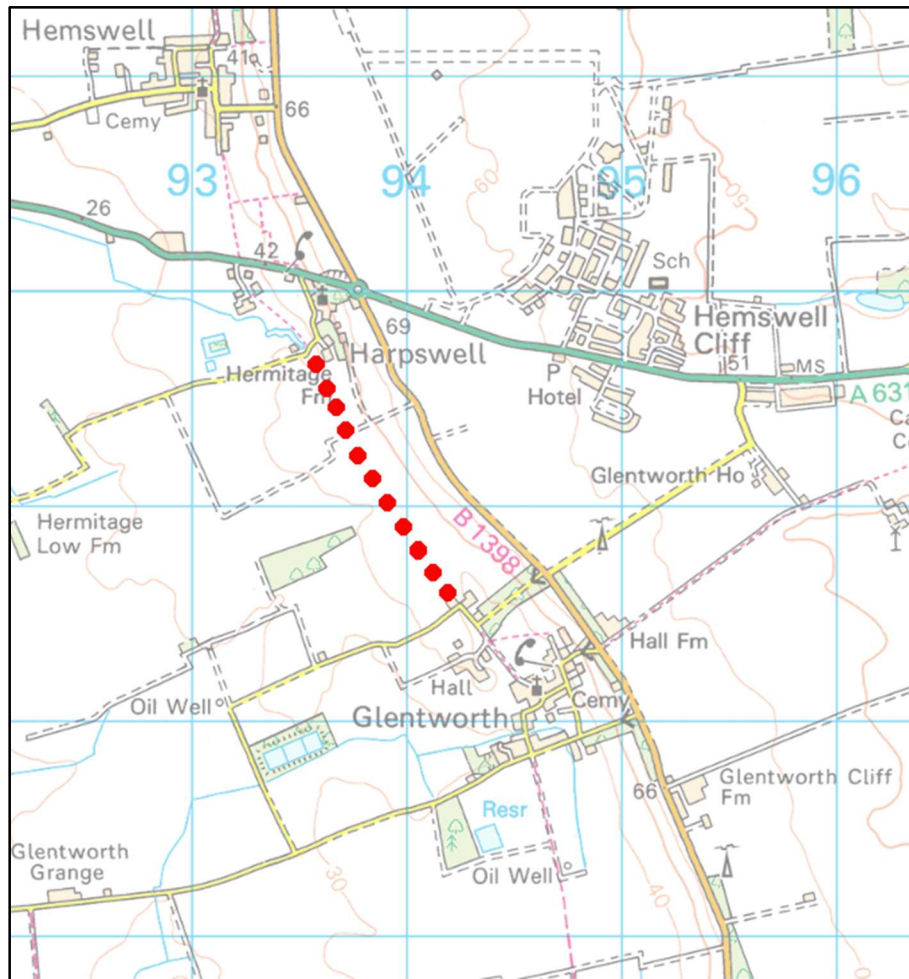 Hemswell
41
66
Cemy
93
94
95
96
60
50
26
42
Sch
69
Hemswell
Cliff
Harpswell
51
MS
P
Hotel
A 631
Hermitage
Fm
Glentworth Ho
Hermitage
Low Fm
B 1398
Hall Fm
Hall
Oil Well
Cemy
Glentworth
66
Glentworth Cliff
Fm
Resr
Glentworth
Grange
30
Oil Well
40